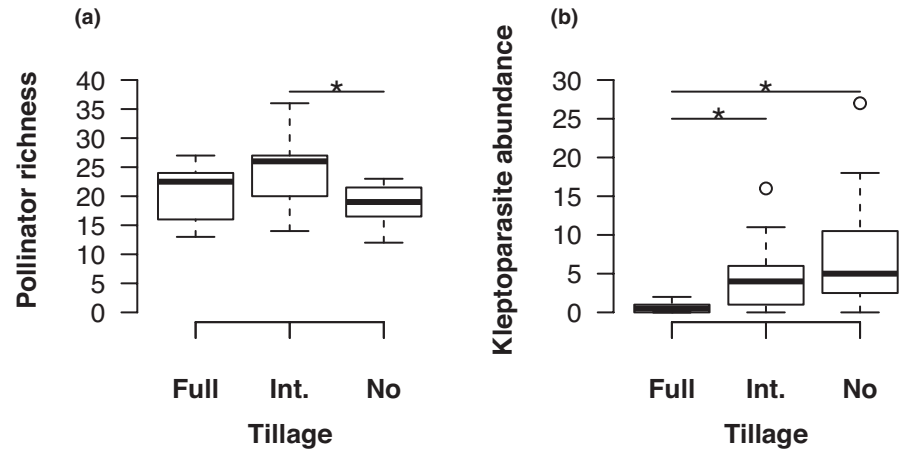 (a)
Pollinator richness
40
35
30
25
20
15
10
5
0
*
Full Int. No
Tillage
(b)
Kleptoparasite abundance
30
25
20
15
10
5
0
*
*
Full Int. No
Tillage